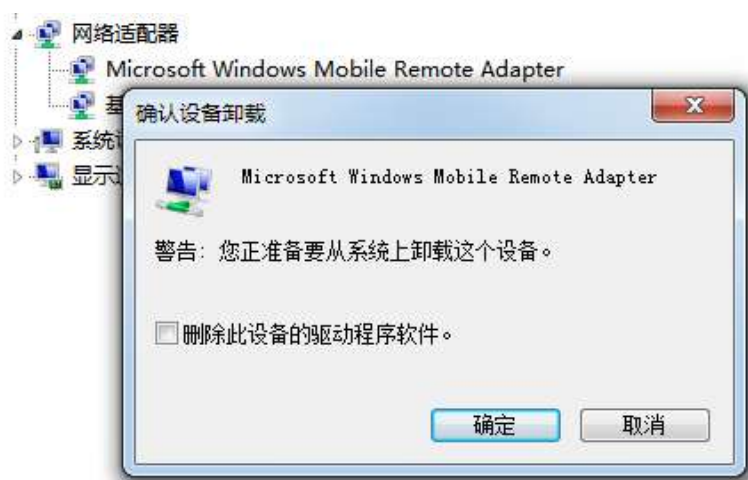 网络适配器
Microsoft Windows Mobile Remote Adapter
基
系统
显示
确认设备卸载
Microsoft Windows Mobile Remote Adapter
警告: 您正准备要从系统上卸载这个设备。
删除此设备的驱动程序软件。
确定
取消